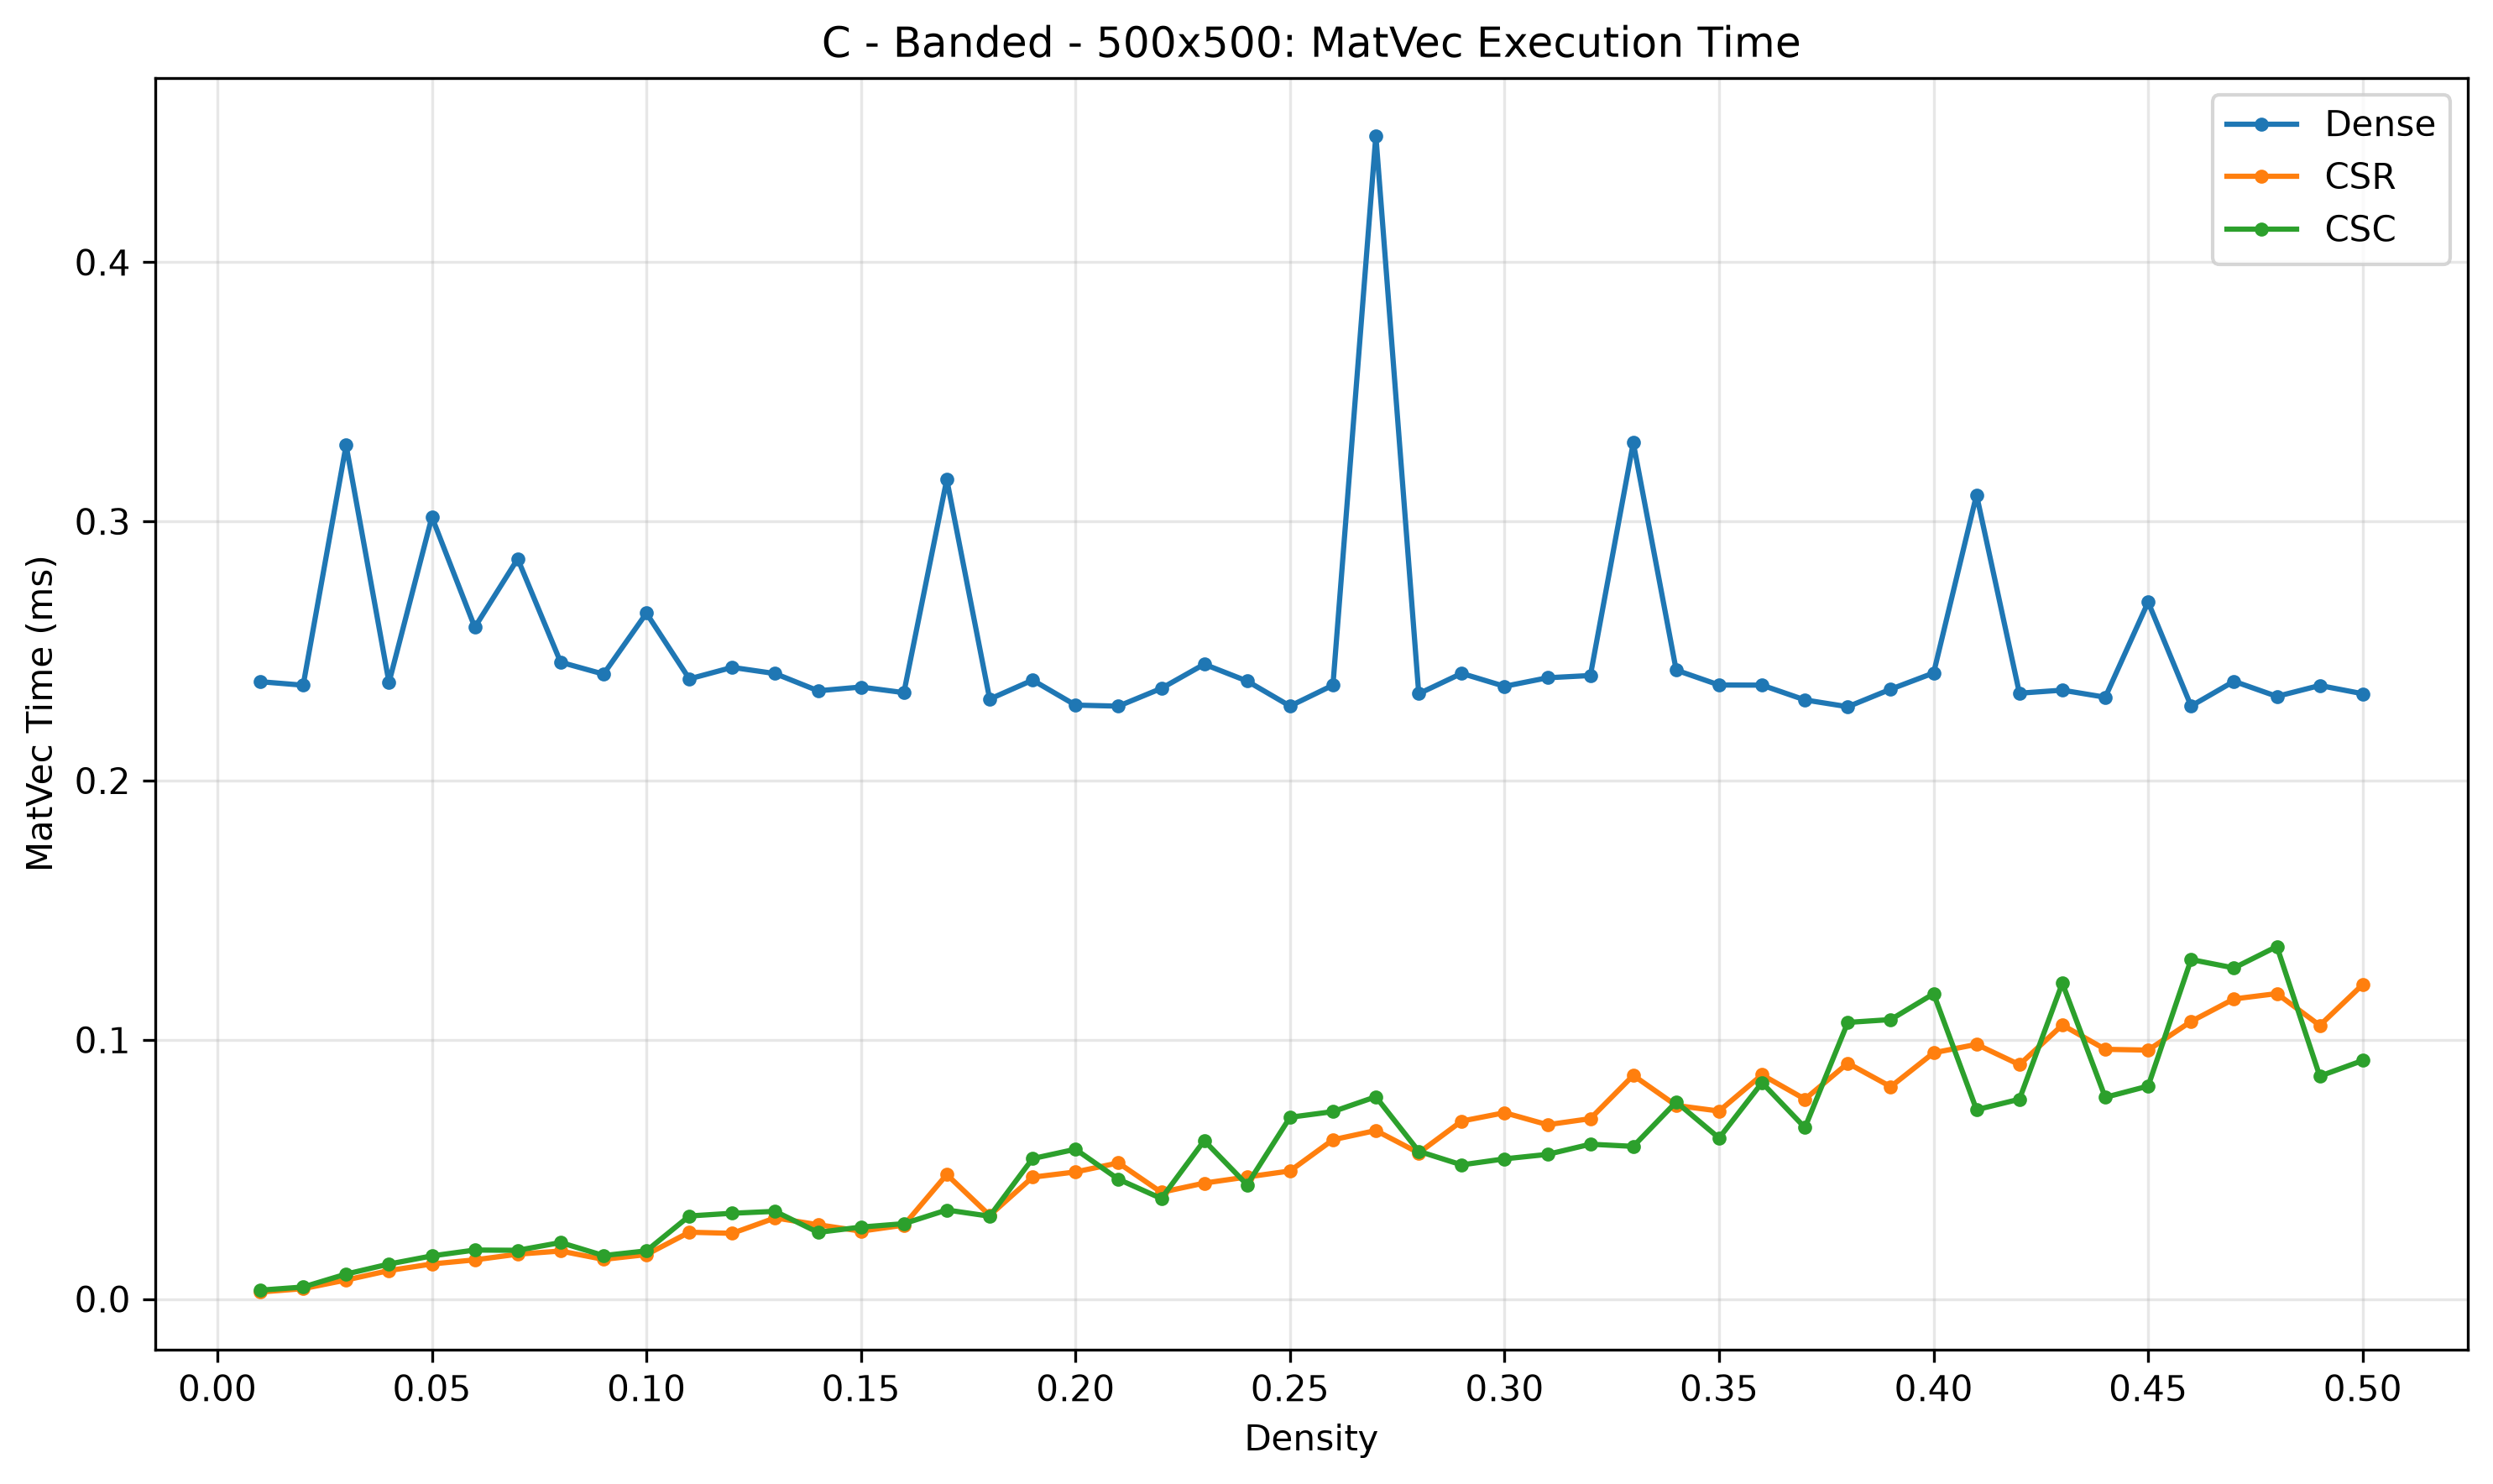 C - Banded - 500x500: MatVec Execution Time
Dense
CSR
CSC
MatVec Time (ms)
0.4
0.3
0.2
0.1
0.0
0.00 0.05 0.10 0.15 0.20 0.25 0.30 0.35 0.40 0.45 0.50
Density